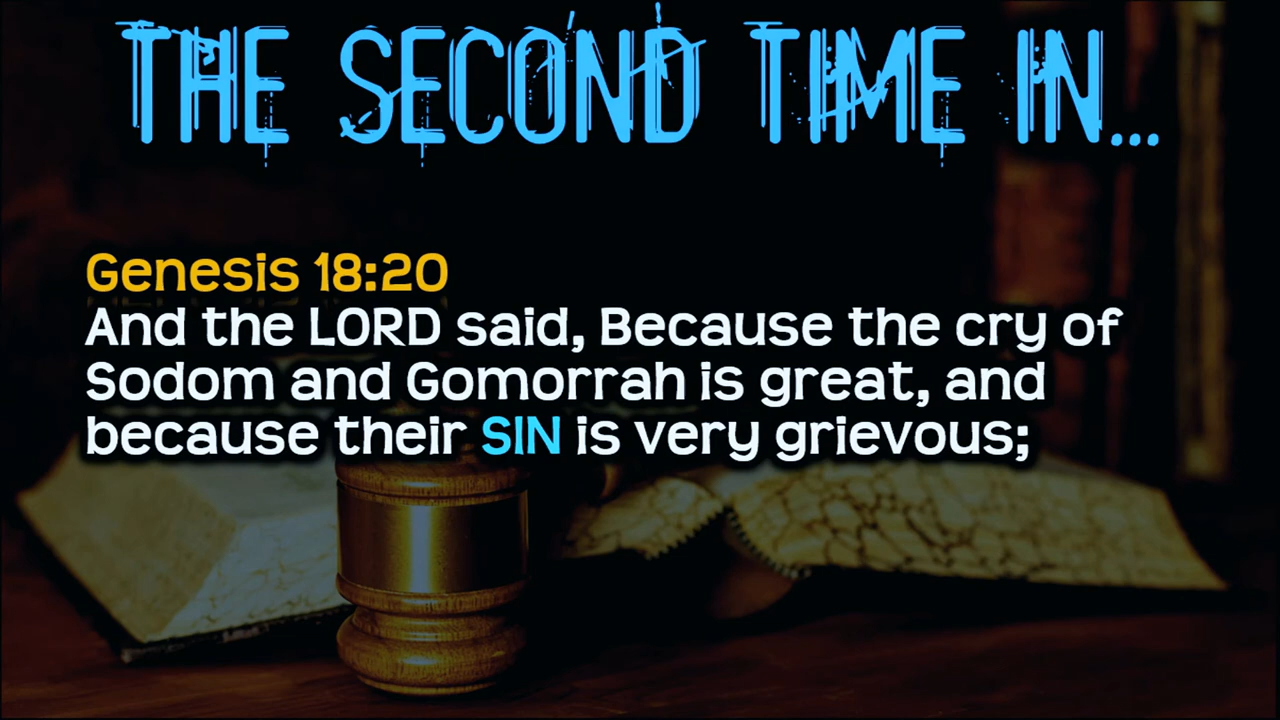 THE SECOND TIME IN...
Genesis 18:20
And the LORD said, Because the cry of
Sodom and Gomorrah is great, and
because their SIN is very grievous;